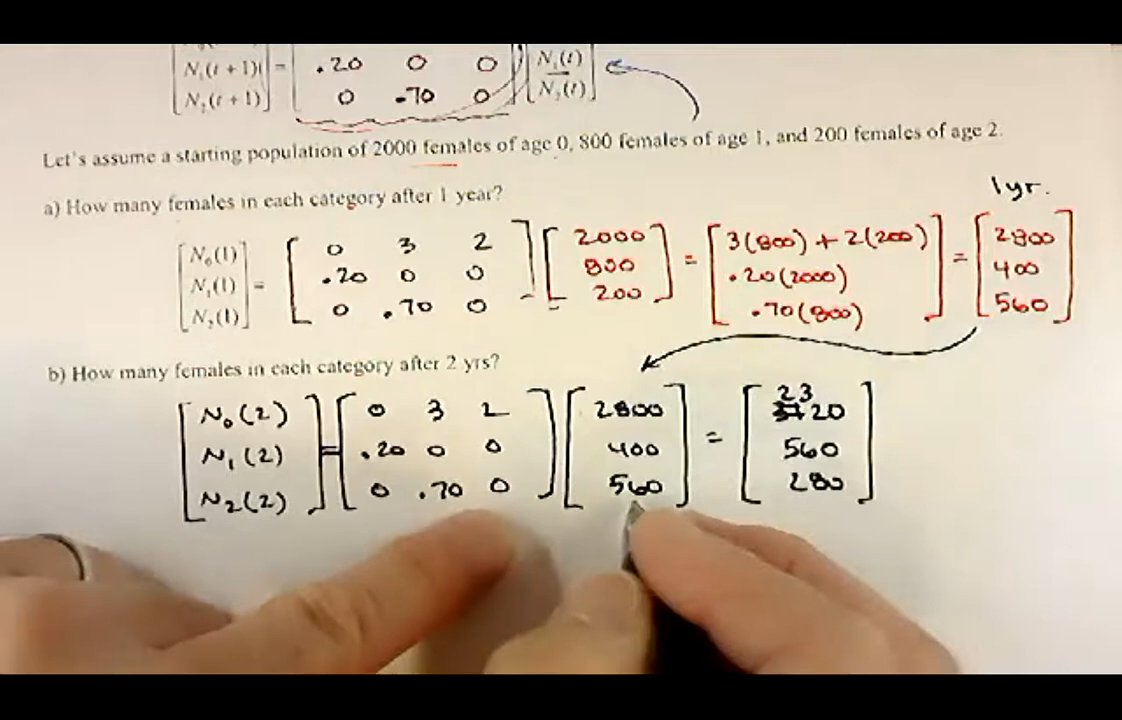 N₁(t + 1) = .20 0 0 N₁(t)
N₂(t + 1) 0 .70 0 N₂(t)
Let's assume a starting population of 2000 females of age 0, 800 females of age 1, and 200 females of age 2.
1yr.
a) How many females in each category after 1 year?
N₀(1) 0 3 2 2000 3(800) + 2(200) 2800
N₁(1) = .20 0 0 800 = .20(2000) = 400
N₂(1) 0 .70 0 200 .70(800) 560
b) How many females in each category after 2 yrs?
N₀(2) 0 3 2 2800 2320
N₁(2) = .20 0 0 400 = 560
N₂(2) 0 .70 0 560 280